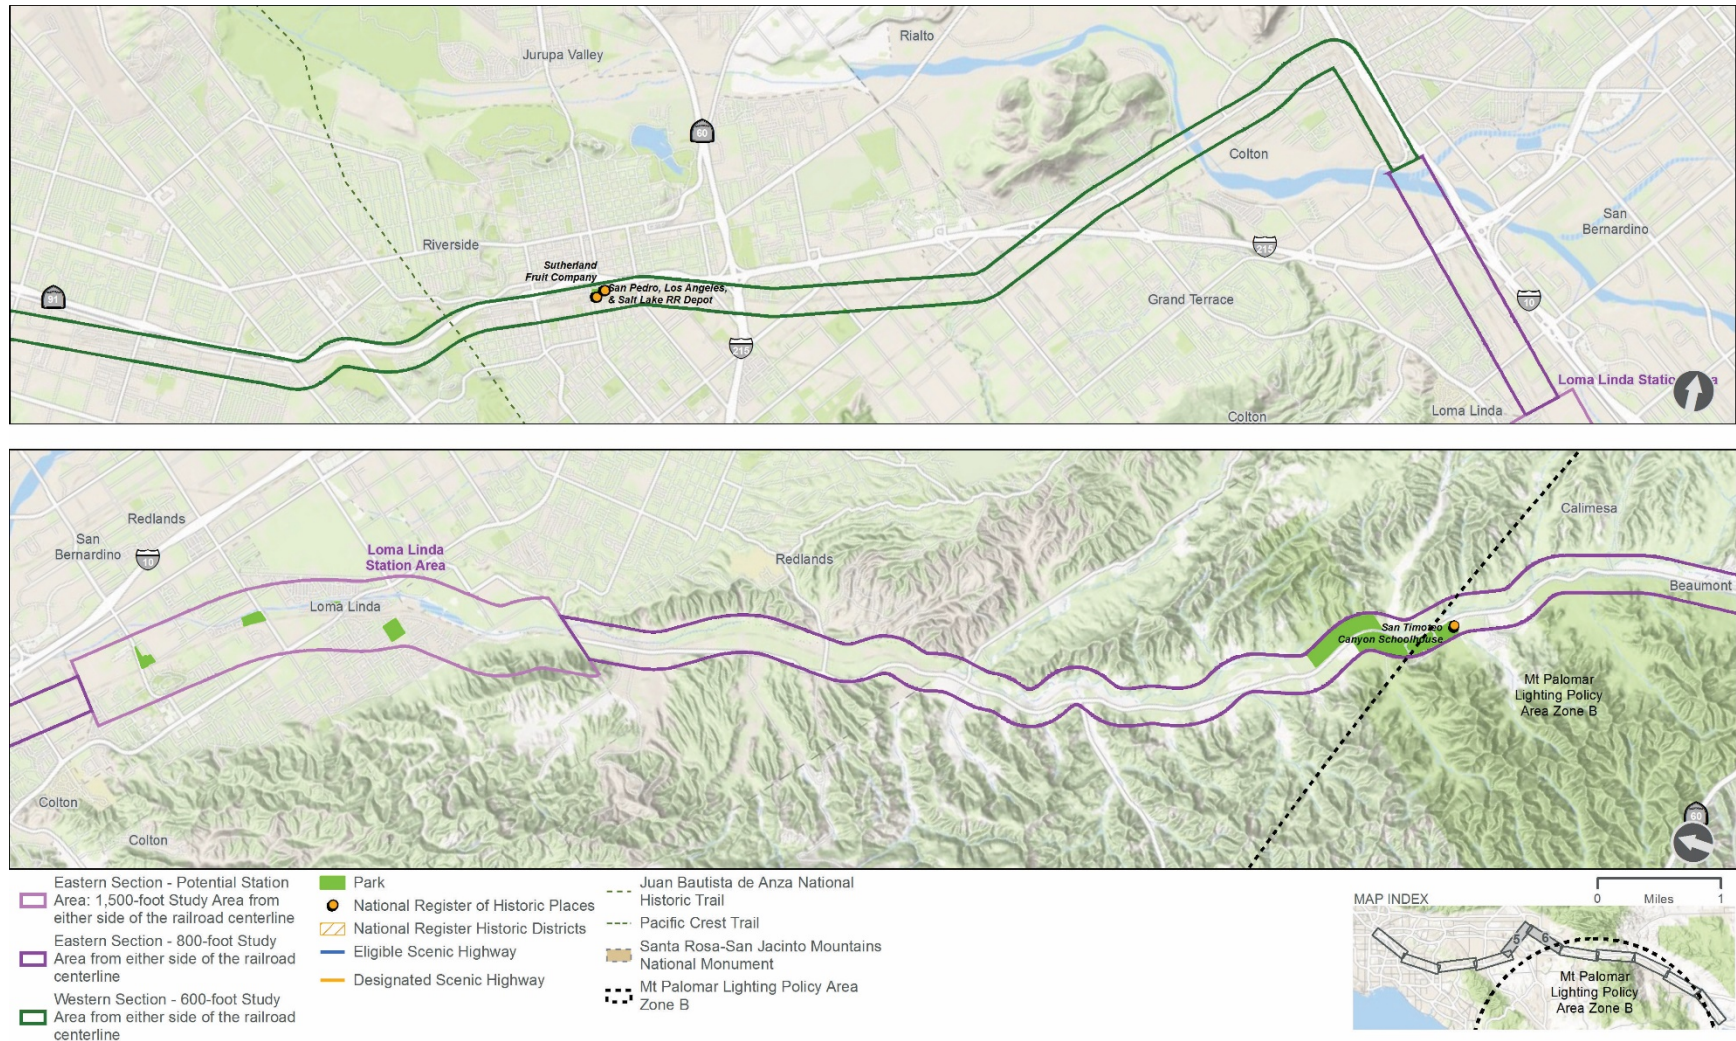 Jurupa Valley
Rialto
60
Colton
Riverside
Sutherland
Fruit Company
San Pedro, Los Angeles,
& Salt Lake RR Depot
91
215
215
Grand Terrace
San
Bernardino
10
Loma Linda
Colton
Loma Linda
Redlands
San
Bernardino
10
Loma Linda
Station Area
Loma Linda
Redlands
Calimesa
Beaumont
San Timoteo
Canyon Schoolhouse
Mt Palomar
Lighting Policy
Area Zone B
Colton
Colton
60
Eastern Section - Potential Station
Area: 1,500-foot Study Area from
either side of the railroad centerline
Eastern Section - 800-foot Study
Area from either side of the railroad
centerline
Western Section - 600-foot Study
Area from either side of the railroad
centerline
Park
National Register of Historic Places
National Register Historic Districts
Eligible Scenic Highway
Designated Scenic Highway
Juan Bautista de Anza National
Historic Trail
Pacific Crest Trail
Santa Rosa-San Jacinto Mountains
National Monument
Mt Palomar Lighting Policy Area
Zone B
0 Miles 1
MAP INDEX
5
6
Mt Palomar
Lighting Policy
Area Zone B